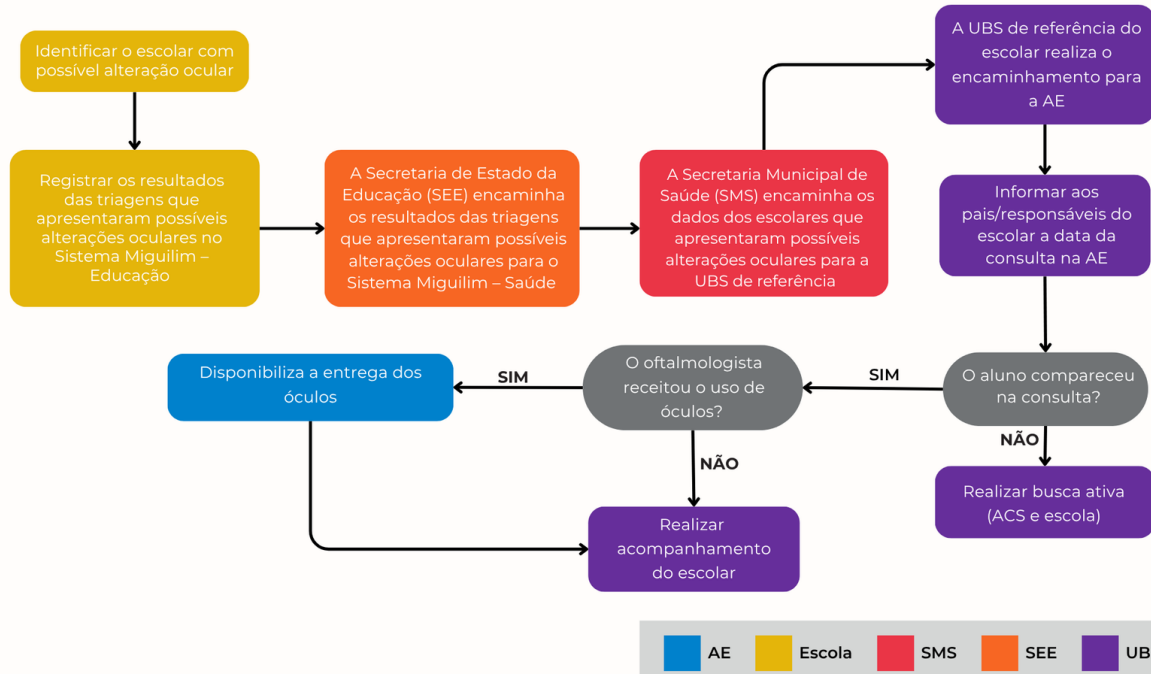 Identificar o escolar com
possível alteração ocular
Registrar os resultados
das triagens que
apresentaram possíveis
alterações oculares no
Sistema Miguilim –
Educação
A Secretaria de Estado da
Educação (SEE) encaminha
os resultados das triagens
que apresentaram possíveis
alterações oculares para o
Sistema Miguilim – Saúde
A Secretaria Municipal de
Saúde (SMS) encaminha os
dados dos escolares que
apresentaram possíveis
alterações oculares para a
UBS de referência
A UBS de referência do
escolar realiza o
encaminhamento para
a AE
Informar aos
pais/responsáveis do
escolar a data da
consulta na AE
O aluno compareceu
na consulta?
SIM
NÃO
Realizar busca ativa
(ACS e escola)
O oftalmologista
receitou o uso de
óculos?
SIM
NÃO
Disponibiliza a entrega dos
óculos
Realizar
acompanhamento
do escolar
AE
Escola
SMS
SEE
UB